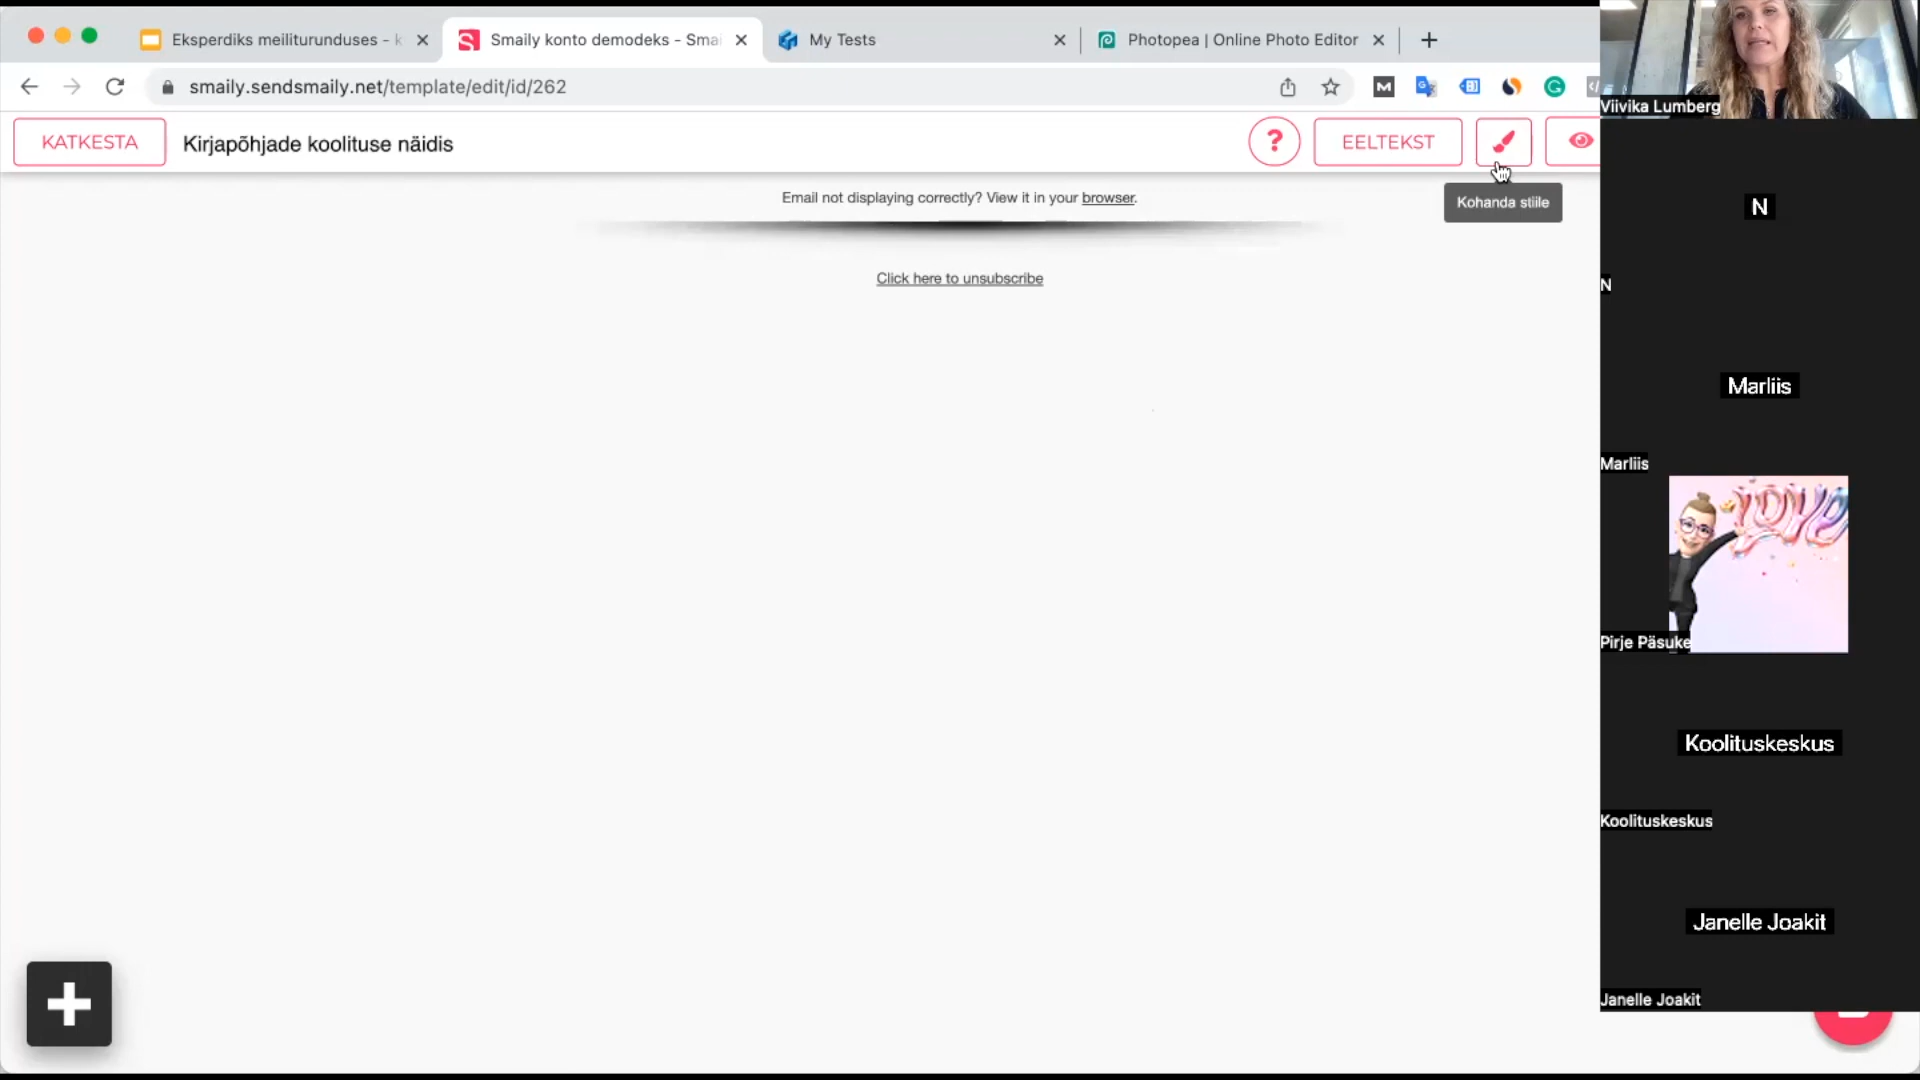 Eksperdiks meiliturunduses - k
Smaily konto demodeks - Smai
My Tests
Photopea | Online Photo Editor
smaily.sendsmaily.net/template/edit/id/262
KATKESTA
Kirjapõhjade koolituse näidis
?
EELTEKST
Kohanda stiile
Email not displaying correctly? View it in your browser.
Click here to unsubscribe
Viivika Lumberg
N
N
Marliis
Marliis
Pirje Päsuke
Koolituskeskus
Koolituskeskus
Janelle Joakit
Janelle Joakit